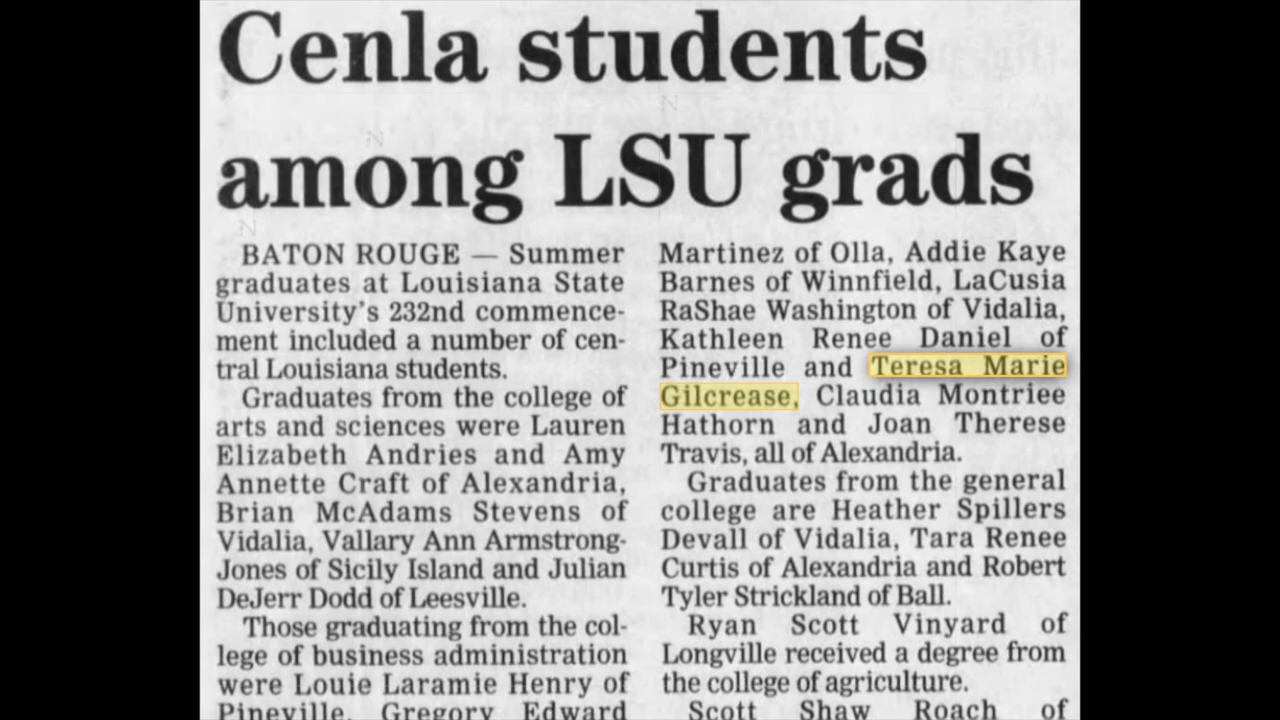 Cenla students
among LSU grads
BATON ROUGE — Summer
graduates at Louisiana State
University's 232nd commence-
ment included a number of cen-
tral Louisiana students.
Graduates from the college of
arts and sciences were Lauren
Elizabeth Andries and Amy
Annette Craft of Alexandria,
Brian McAdams Stevens of
Vidalia, Vallary Ann Armstrong-
Jones of Sicily Island and Julian
DeJerr Dodd of Leesville.
Those graduating from the col-
lege of business administration
were Louie Laramie Henry of
Pineville, Gregory Edward
Martinez of Olla, Addie Kaye
Barnes of Winnfield, LaCusia
RaShae Washington of Vidalia,
Kathleen Renee Daniel of
Pineville and Teresa Marie
Gilcrease, Claudia Montriee
Hathorn and Joan Therese
Travis, all of Alexandria.
Graduates from the general
college are Heather Spillers
Devall of Vidalia, Tara Renee
Curtis of Alexandria and Robert
Tyler Strickland of Ball.
Ryan Scott Vinyard of
Longville received a degree from
the college of agriculture.
Scott Shaw Roach of